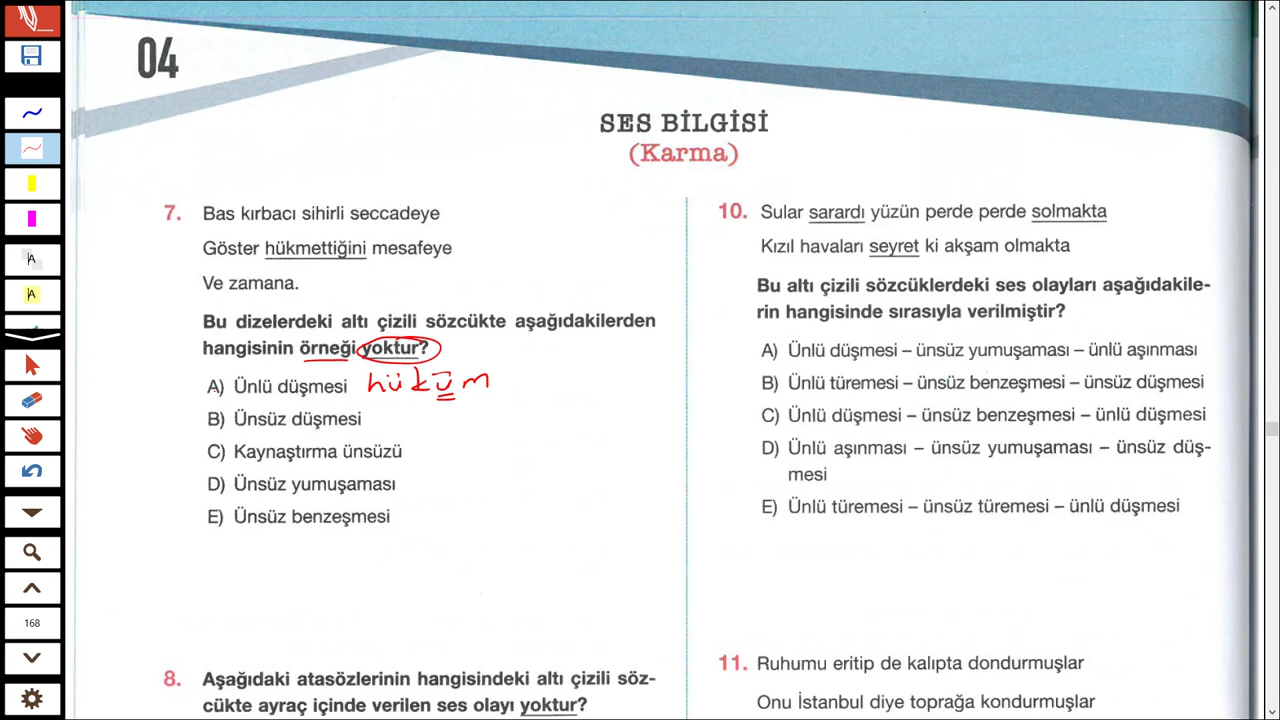 04
SES BİLGİSİ
(Karma)
7. Bas kırbacı sihirli seccadeye
Göster hükmettiğini mesafeye
Ve zamana.
Bu dizelerdeki altı çizili sözcükte aşağıdakilerden
hangisinin örneği yoktur?
A) Ünlü düşmesi hüküm
B) Ünsüz düşmesi
C) Kaynaştırma ünsüzü
D) Ünsüz yumuşaması
E) Ünsüz benzeşmesi
8. Aşağıdaki atasözlerinin hangisindeki altı çizili söz-
cükte ayraç içinde verilen ses olayı yoktur?
10. Sular sarardı yüzün perde perde solmakta
Kızıl havaları seyret ki akşam olmakta
Bu altı çizili sözcüklerdeki ses olayları aşağıdakile-
rin hangisinde sırasıyla verilmiştir?
A) Ünlü düşmesi – ünsüz yumuşaması – ünlü aşınması
B) Ünlü türemesi – ünsüz benzeşmesi – ünsüz düşmesi
C) Ünlü düşmesi – ünsüz benzeşmesi – ünlü düşmesi
D) Ünlü aşınması – ünsüz yumuşaması – ünsüz düş-
mesi
E) Ünlü türemesi – ünsüz türemesi – ünlü düşmesi
11. Ruhumu eritip de kalıpta dondurmuşlar
Onu İstanbul diye toprağa kondurmuşlar
A
A
168